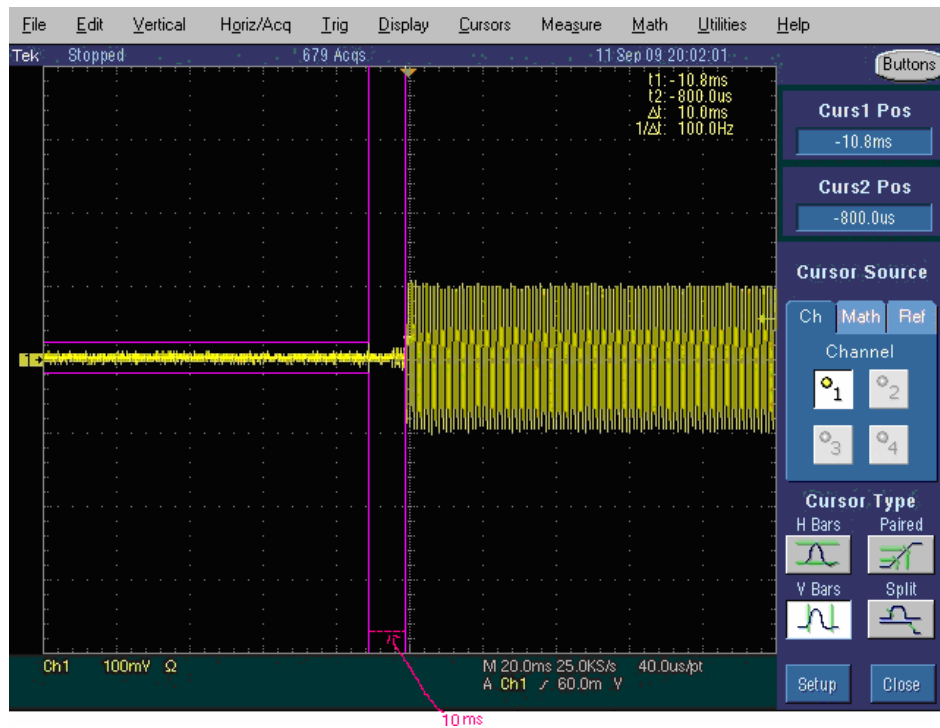 File Edit Vertical Horiz/Acq Trig Display Cursors Measure Math Utilities Help
Tek Stopped 679 Acqs 11 Sep 09 20:02:01
Buttons
t1: -10.8ms
t2: -800.0us
Δt: 10.0ms
1/Δt: 100.0Hz
Curs1 Pos
-10.8ms
Curs2 Pos
-800.0us
Cursor Source
Ch Math Ref
Channel
1 2
3 4
1
Cursor Type
H Bars Paired
V Bars Split
Ch1 100mV Ω M 20.0ms 25.0KS/s 40.0us/pt
A Ch1 / 60.0m V
Setup Close
10 ms